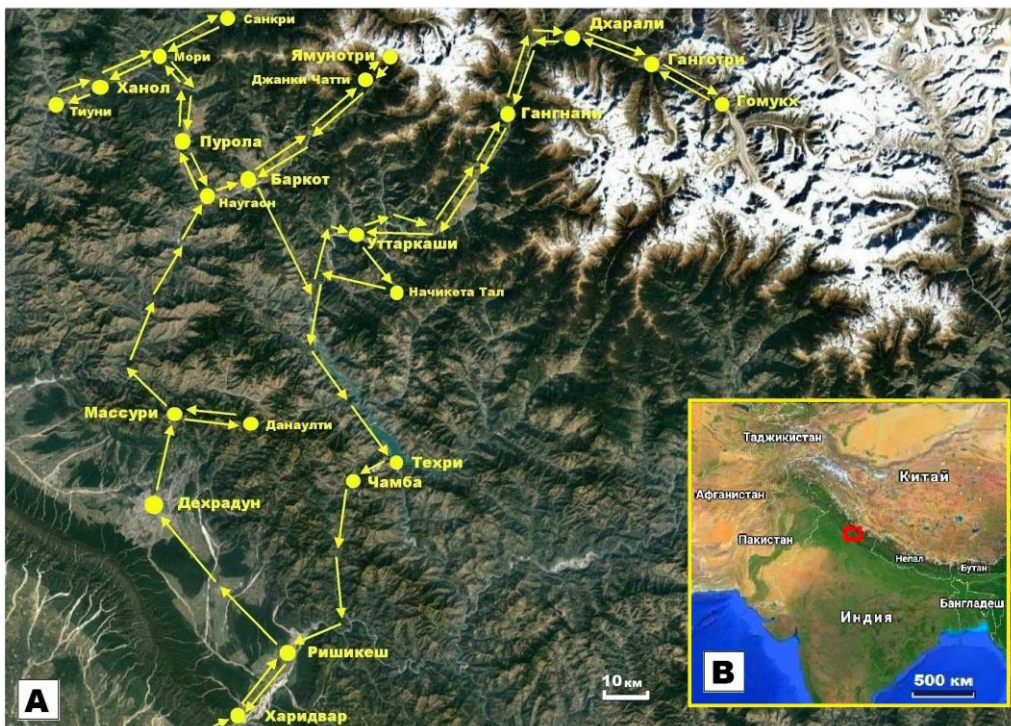 Санкри
Мори
Ямунотри
Джанки Чатти
Ханол
Тиуни
Дхарали
Ганготри
Гомукх
Гангнани
Пурола
Баркот
Наугаон
Уттаркаши
Начикета Тал
Массури
Данаулти
Техри
Чамба
Дехрадун
Ришикеш
Харидвар
10 км
A
Таджикистан
Китай
Афганистан
Пакистан
Непал
Бутан
Бангладеш
Индия
B
500 км